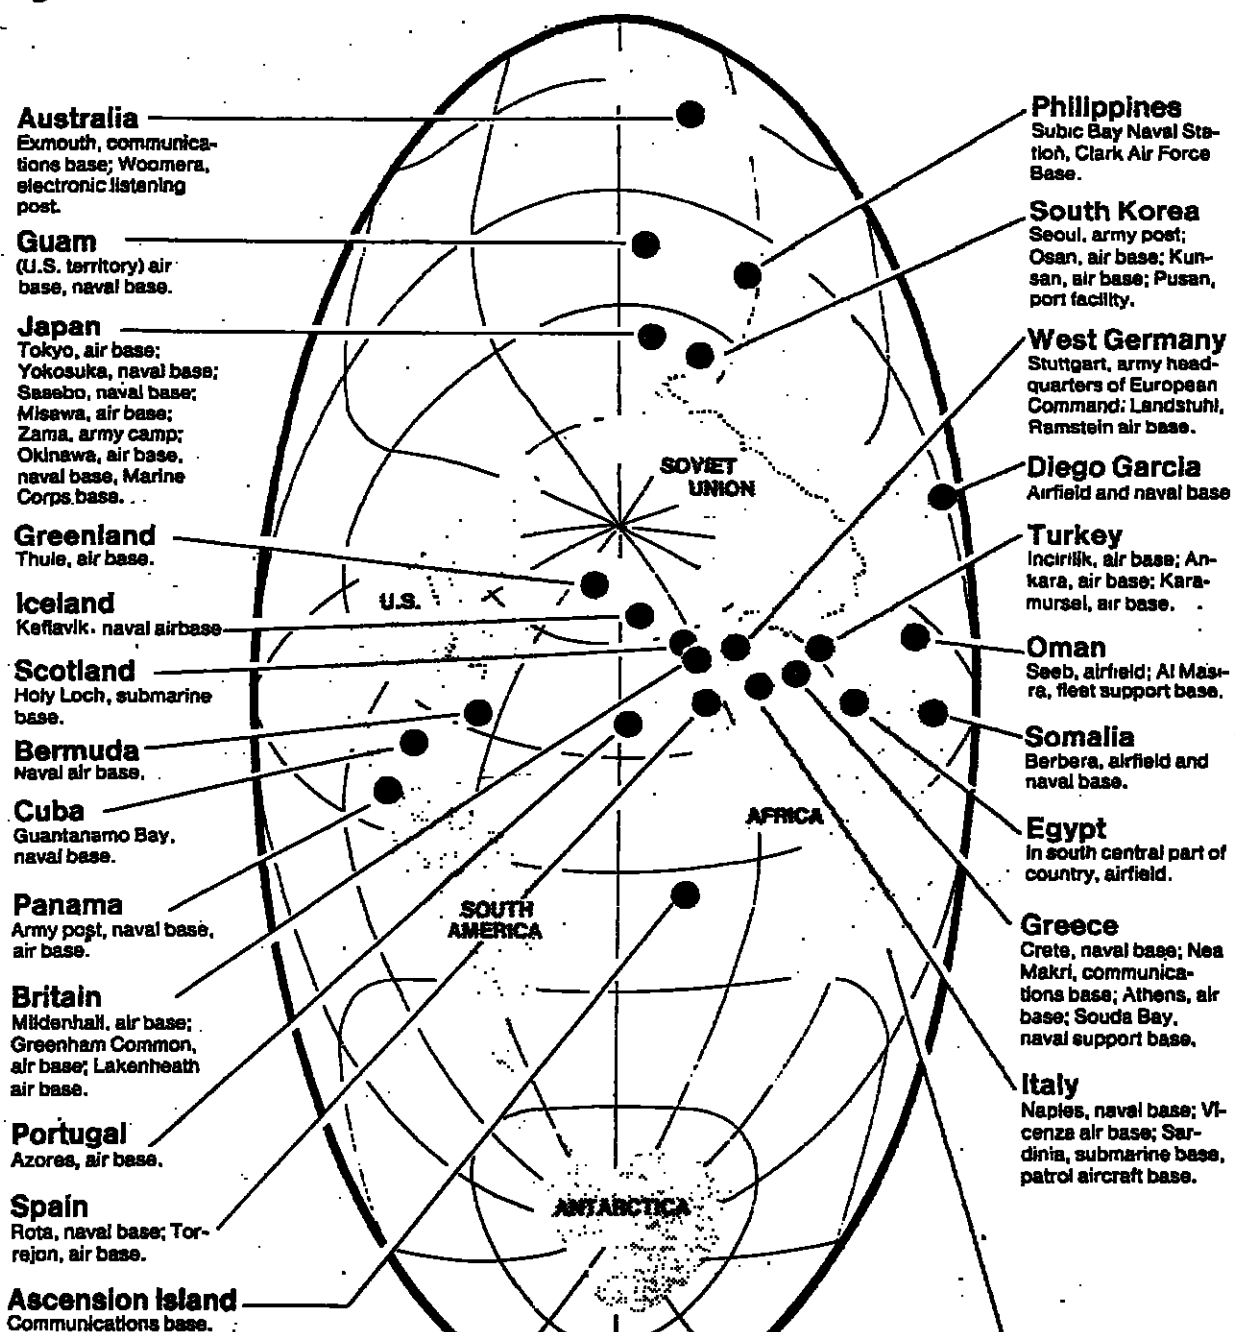 Australia
Exmouth, communica-
tions base; Woomera,
electronic listening
post.
Guam
(U.S. territory) air
base, naval base.
Japan
Tokyo, air base;
Yokosuka, naval base;
Sasebo, naval base;
Misawa, air base;
Zama, army camp;
Okinawa, air base,
naval base, Marine
Corps base.
Greenland
Thule, air base.
Iceland
Keflavik. naval airbase
Scotland
Holy Loch, submarine
base.
Bermuda
Naval air base.
Cuba
Guantanamo Bay,
naval base.
Panama
Army post, naval base,
air base.
Britain
Mildenhall, air base;
Greenham Common,
air base; Lakenheath
air base.
Portugal
Azores, air base.
Spain
Rota, naval base; Tor-
rejon, air base.
Ascension Island
Communications base.
SOVIET
UNION
U.S.
AFRICA
SOUTH
AMERICA
ANTARCTICA
Philippines
Subic Bay Naval Sta-
tion, Clark Air Force
Base.
South Korea
Seoul, army post;
Osan, air base; Kun-
san, air base; Pusan,
port facility.
West Germany
Stuttgart, army head-
quarters of European
Command; Landstuhl,
Ramstein air base.
Diego Garcia
Airfield and naval base
Turkey
Incirilik, air base; An-
kara, air base; Kara-
mursel, air base.
Oman
Seeb, airfield; Al Masi-
ra, fleet support base.
Somalia
Berbera, airfield and
naval base.
Egypt
In south central part of
country, airfield.
Greece
Crete, naval base; Nea
Makri, communica-
tions base; Athens, air
base; Souda Bay,
naval support base.
Italy
Naples, naval base; Vi-
cenza air base; Sar-
dinia, submarine base,
patrol aircraft base.